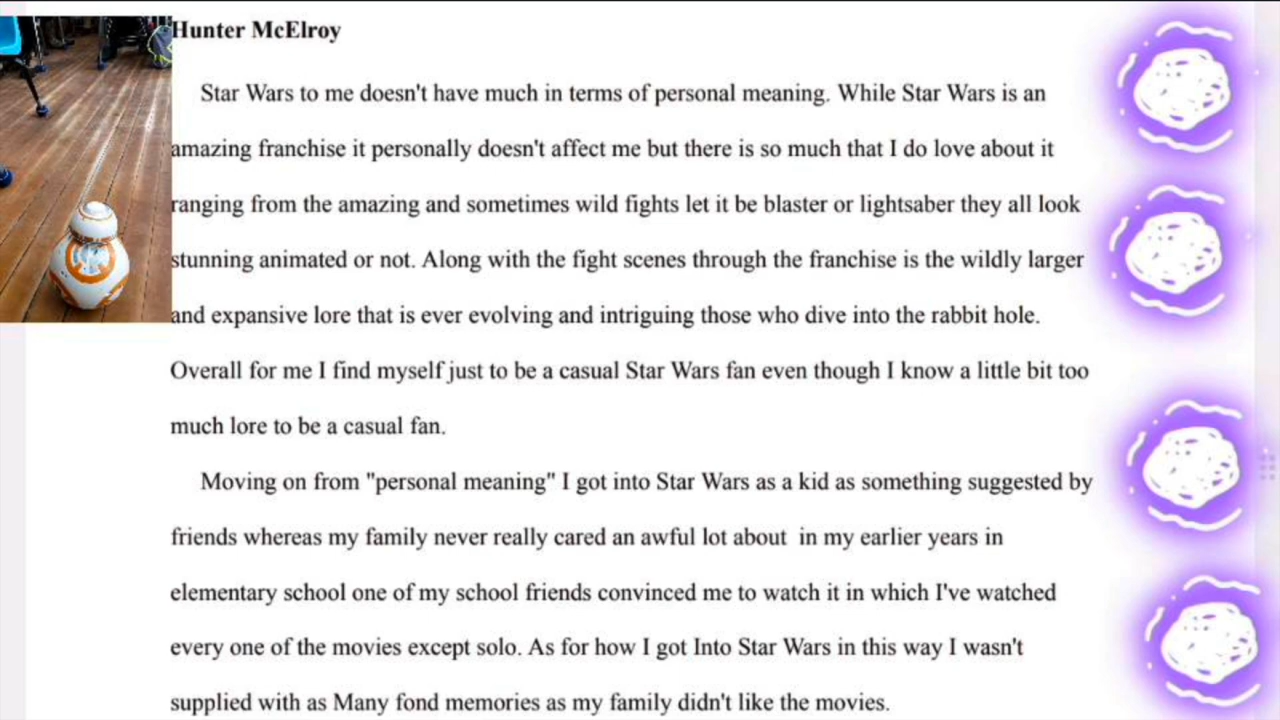 Hunter McElroy
Star Wars to me doesn't have much in terms of personal meaning. While Star Wars is an
amazing franchise it personally doesn't affect me but there is so much that I do love about it
ranging from the amazing and sometimes wild fights let it be blaster or lightsaber they all look
stunning animated or not. Along with the fight scenes through the franchise is the wildly larger
and expansive lore that is ever evolving and intriguing those who dive into the rabbit hole.
Overall for me I find myself just to be a casual Star Wars fan even though I know a little bit too
much lore to be a casual fan.
Moving on from "personal meaning" I got into Star Wars as a kid as something suggested by
friends whereas my family never really cared an awful lot about  in my earlier years in
elementary school one of my school friends convinced me to watch it in which I've watched
every one of the movies except solo. As for how I got Into Star Wars in this way I wasn't
supplied with as Many fond memories as my family didn't like the movies.